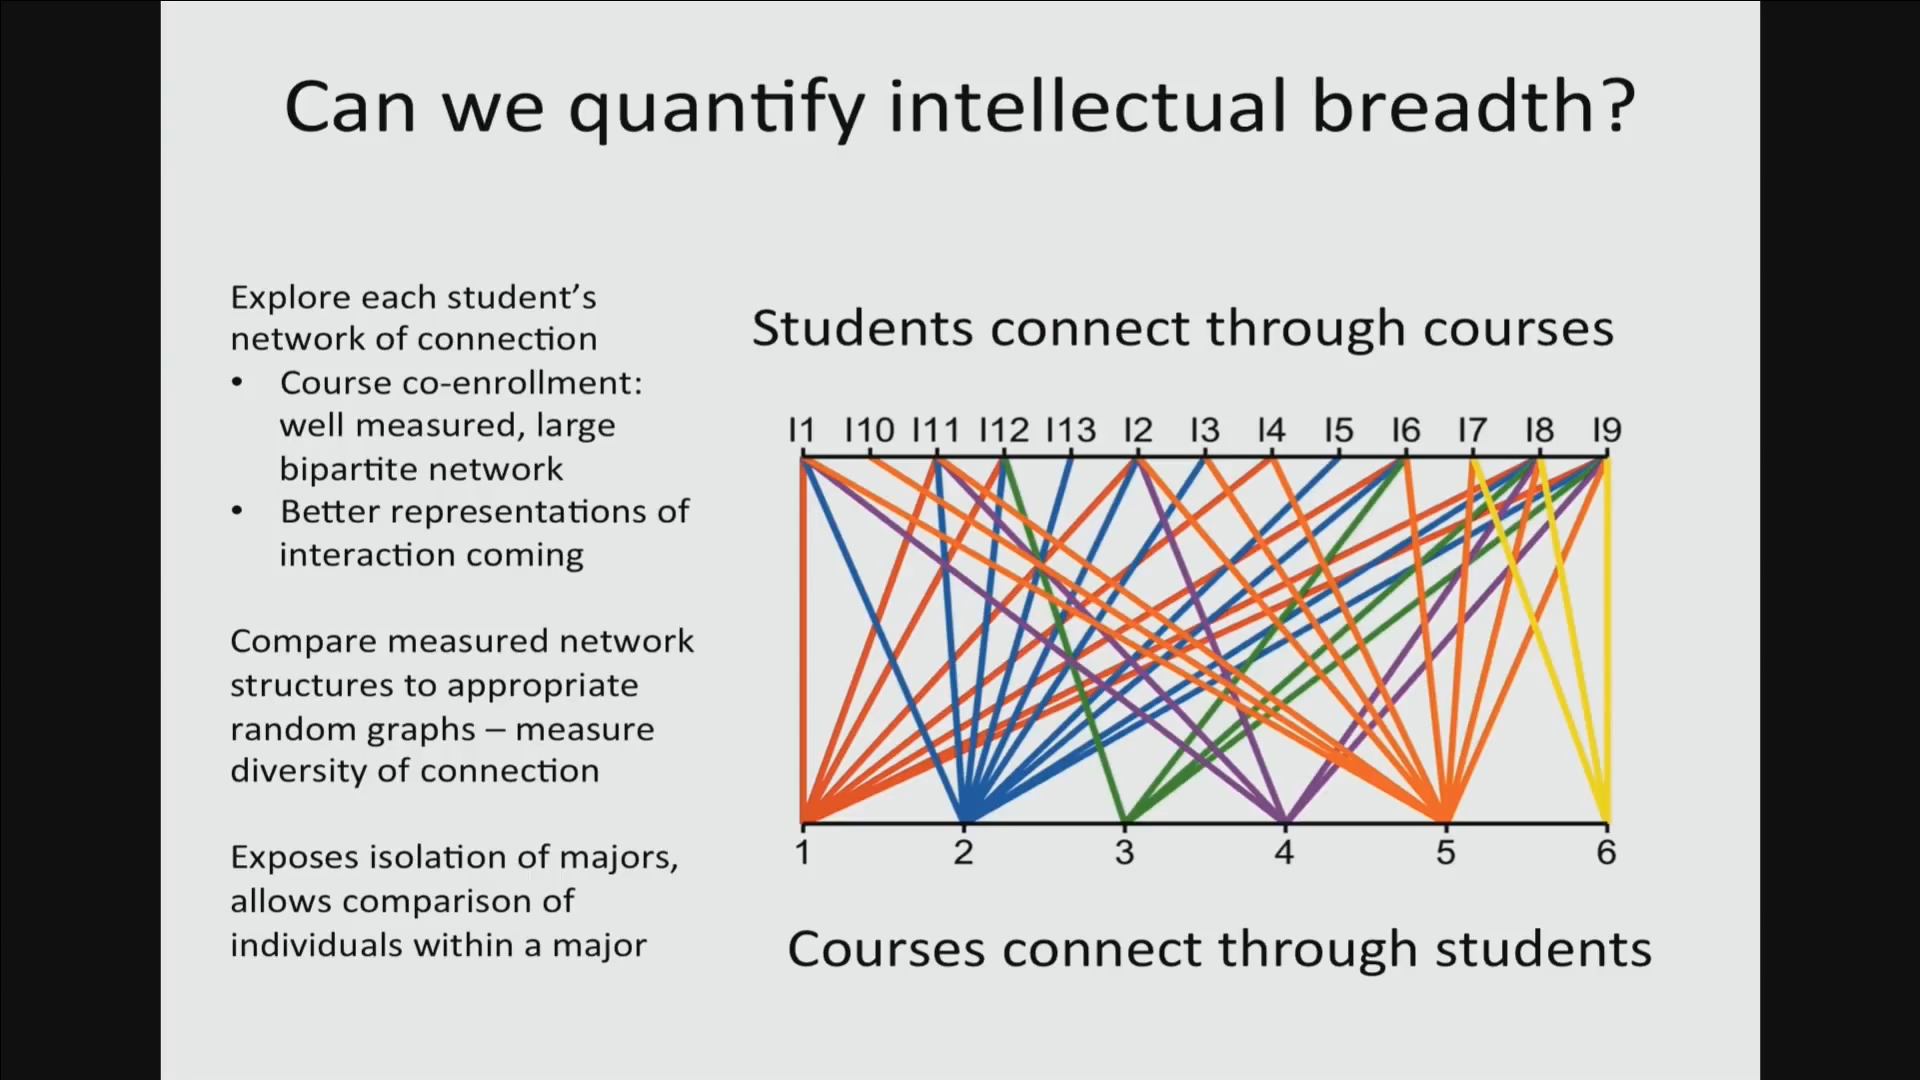 Can we quantify intellectual breadth?
Explore each student’s
network of connection
• Course co-enrollment:
well measured, large
bipartite network
• Better representations of
interaction coming
Compare measured network
structures to appropriate
random graphs – measure
diversity of connection
Exposes isolation of majors,
allows comparison of
individuals within a major
Students connect through courses
I1 I10 I11 I12 I13 I2 I3 I4 I5 I6 I7 I8 I9
1 2 3 4 5 6
Courses connect through students